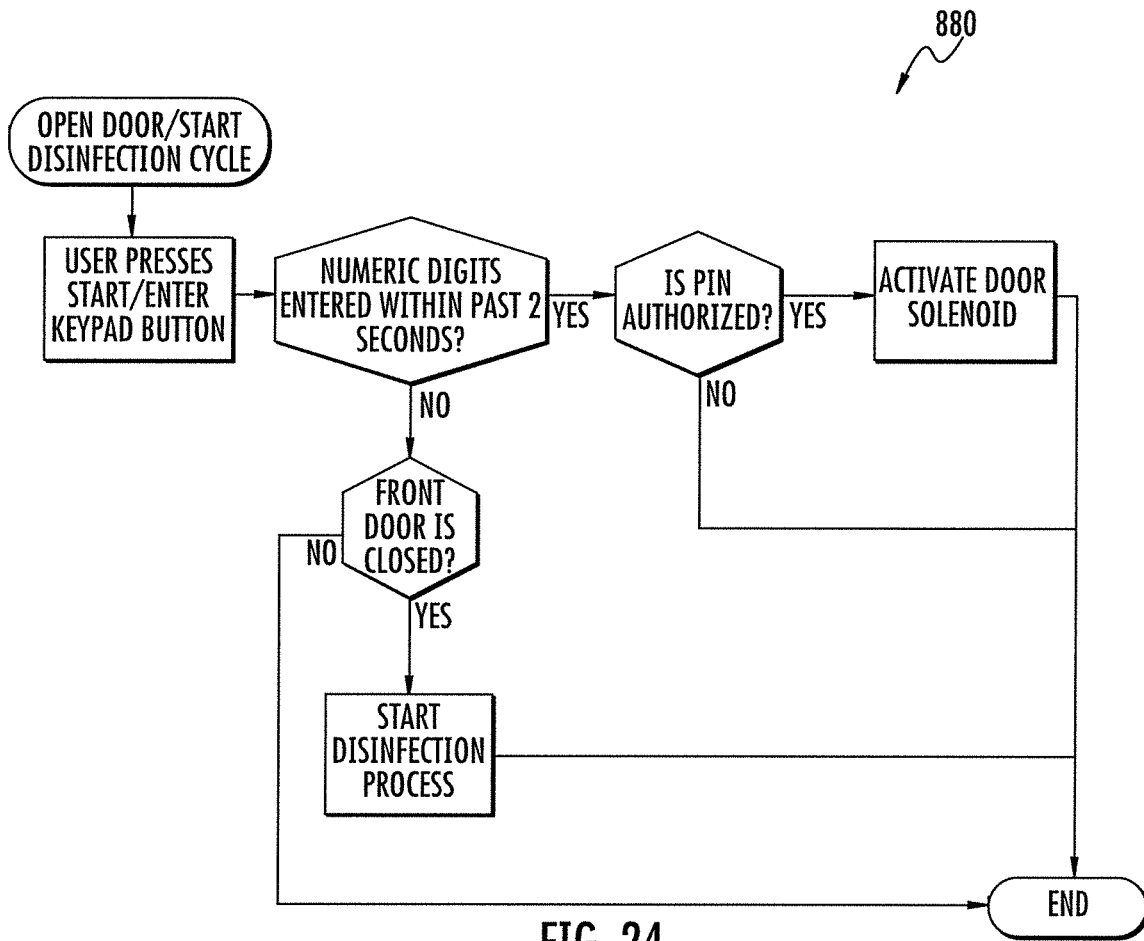 880
OPEN DOOR/START
DISINFECTION CYCLE
USER PRESSES
START/ENTER
KEYPAD BUTTON
NUMERIC DIGITS
ENTERED WITHIN PAST 2
SECONDS?
YES
IS PIN
AUTHORIZED?
YES
ACTIVATE DOOR
SOLENOID
NO
NO
FRONT
DOOR IS
CLOSED?
NO
YES
START
DISINFECTION
PROCESS
END
FIG. 24